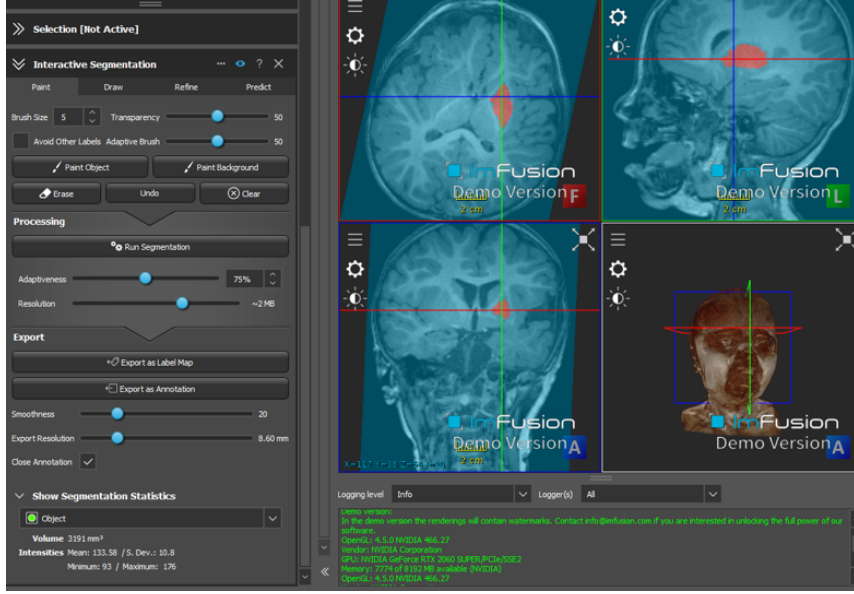 Selection [Not Active]
Interactive Segmentation ... ?
Paint Draw Refine Predict
Brush Size 5 Transparency 50
Avoid Other Labels Adaptive Brush 50
Paint Object Paint Background
Erase Undo Clear
Processing
Run Segmentation
Adaptiveness 75%
Resolution ~2 MB
Export
Export as Label Map
Export as Annotation
Smoothness 20
Export Resolution 8.60 mm
Close Annotation
Show Segmentation Statistics
Object
Volume 3191 mm³
Intensities Mean: 133.58 / S. Dev.: 10.8
Minimum: 93 / Maximum: 176
ImFusion
Demo Version F
2 cm
ImFusion
Demo Version L
2 cm
ImFusion
Demo Version A
2 cm
ImFusion
Demo Version A
Logging level Info Logger(s) All
Demo version:
In the demo version the renderings will contain watermarks. Contact info@imfusion.com if you are interested in unlocking the full power of our
software.
OpenGL: 4.5.0 NVIDIA 466.27
Vendor: NVIDIA Corporation
GPU: NVIDIA GeForce RTX 2060 SUPER/PCIe/SSE2
Memory: 7774 of 8192 MB available (NVIDIA)
OpenGL: 4.5.0 NVIDIA 466.27